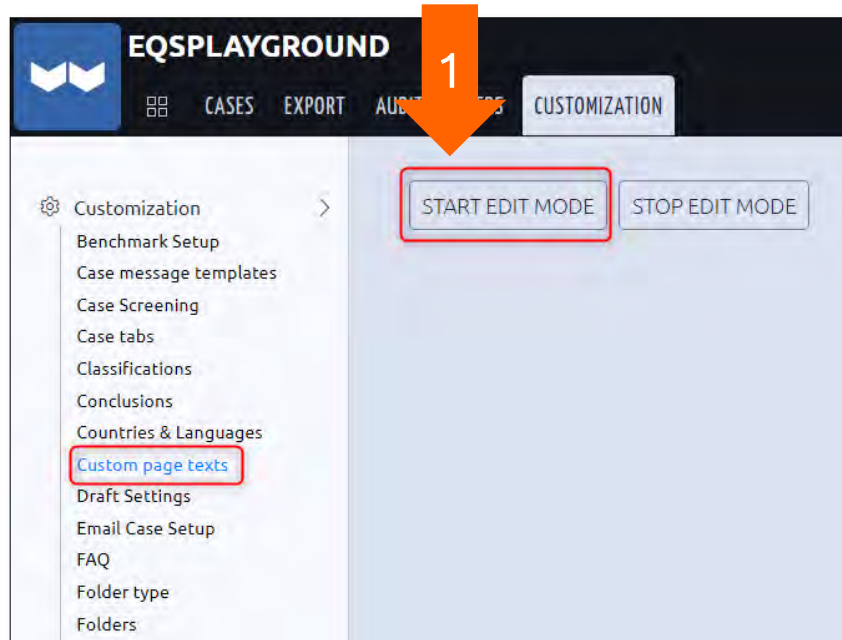 EQSPLAYGROUND
1
CASES EXPORT CUSTOMIZATION
START EDIT MODE STOP EDIT MODE
Customization
Benchmark Setup
Case message templates
Case Screening
Case tabs
Classifications
Conclusions
Countries & Languages
Custom page texts
Draft Settings
Email Case Setup
FAQ
Folder type
Folders